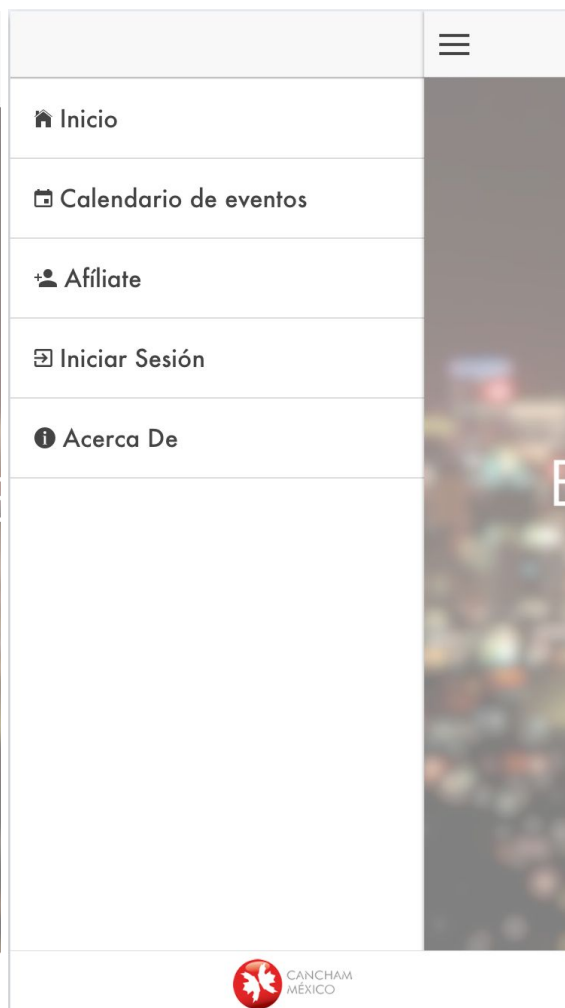 Inicio
Calendario de eventos
Afíliate
Iniciar Sesión
Acerca De
CANCHAM
MÉXICO